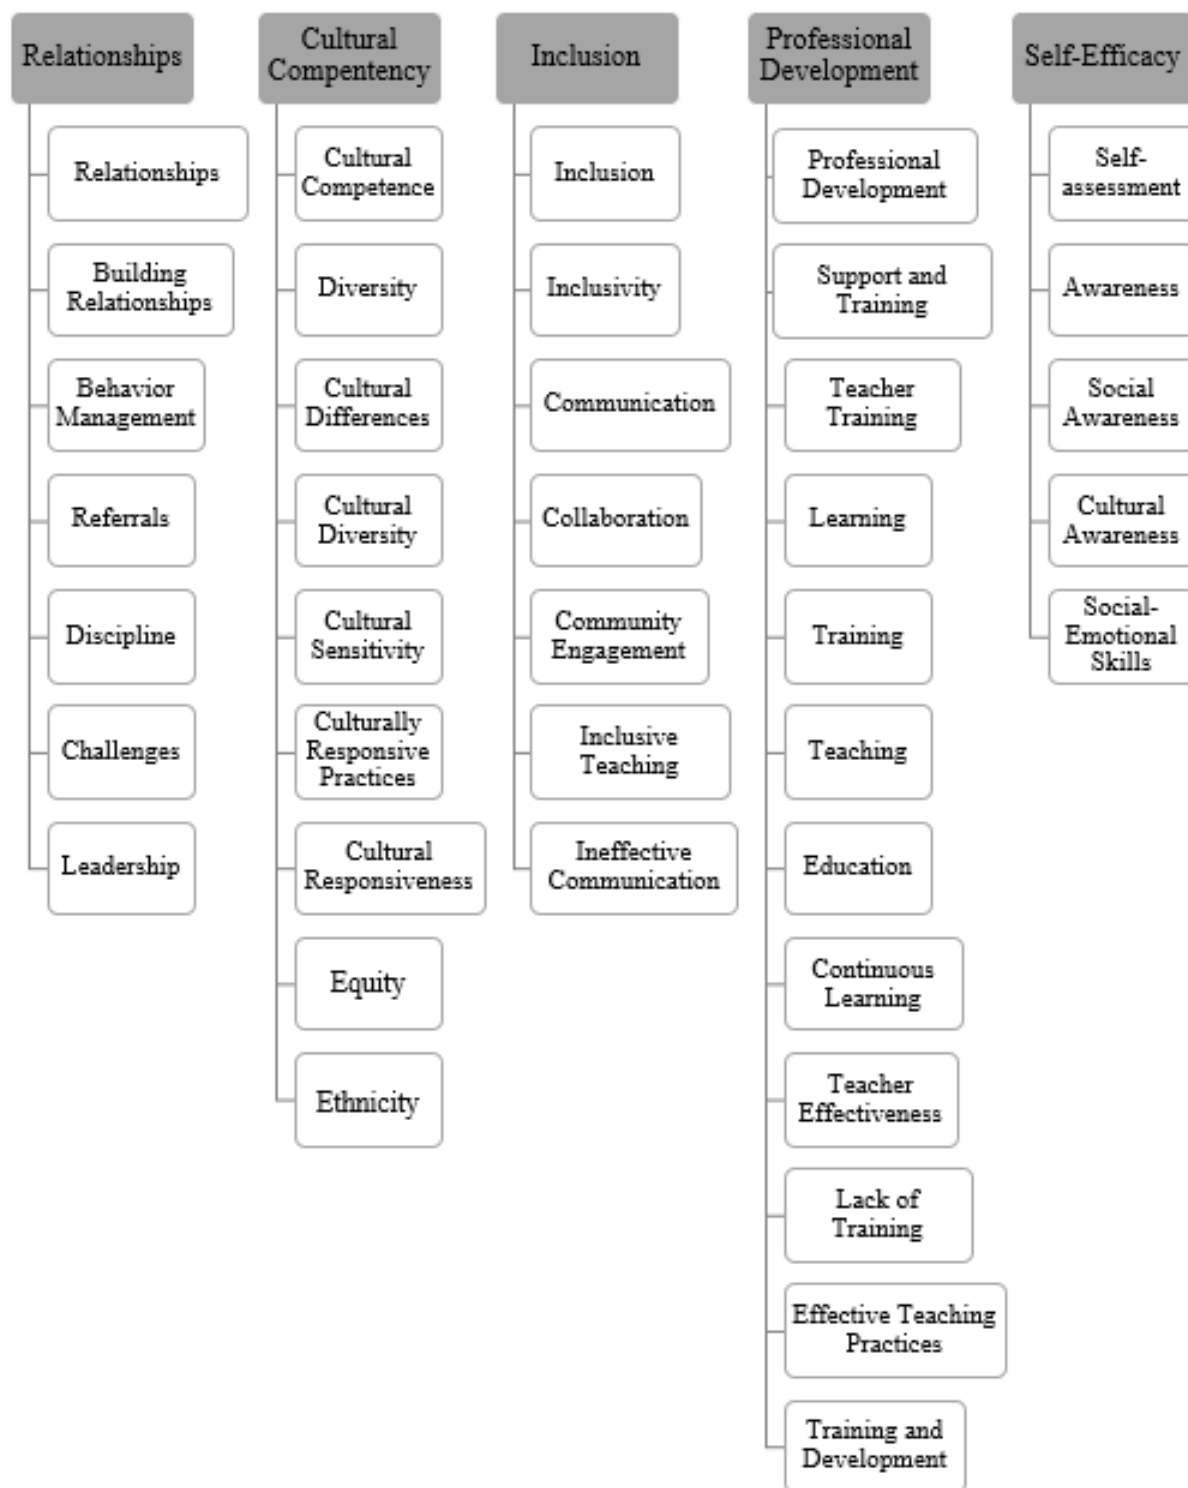 Relationships
Relationships
Building
Relationships
Behavior
Management
Referrals
Discipline
Challenges
Leadership
Cultural
Compentency
Cultural
Competence
Diversity
Cultural
Differences
Cultural
Diversity
Cultural
Sensitivity
Culturally
Responsive
Practices
Cultural
Responsiveness
Equity
Ethnicity
Inclusion
Inclusion
Inclusivity
Communication
Collaboration
Community
Engagement
Inclusive
Teaching
Ineffective
Communication
Professional
Development
Professional
Development
Support and
Training
Teacher
Training
Learning
Training
Teaching
Education
Continuous
Learning
Teacher
Effectiveness
Lack of
Training
Effective Teaching
Practices
Training and
Development
Self-Efficacy
Self-
assessment
Awareness
Social
Awareness
Cultural
Awareness
Social-
Emotional
Skills